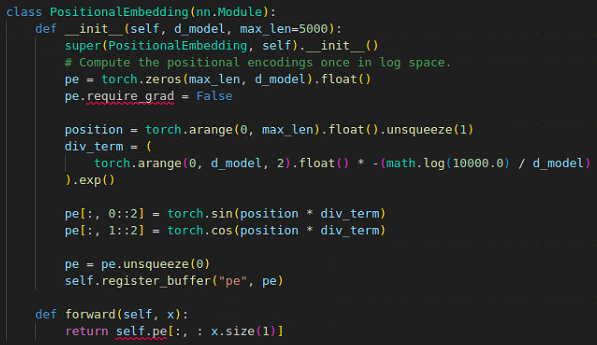 class PositionalEmbedding(nn.Module):
    def __init__(self, d_model, max_len=5000):
        super(PositionalEmbedding, self).__init__()
        # Compute the positional encodings once in log space.
        pe = torch.zeros(max_len, d_model).float()
        pe.require_grad = False

        position = torch.arange(0, max_len).float().unsqueeze(1)
        div_term = (
            torch.arange(0, d_model, 2).float() * -(math.log(10000.0) / d_model)
        ).exp()

        pe[:, 0::2] = torch.sin(position * div_term)
        pe[:, 1::2] = torch.cos(position * div_term)

        pe = pe.unsqueeze(0)
        self.register_buffer("pe", pe)

    def forward(self, x):
        return self.pe[:, : x.size(1)]